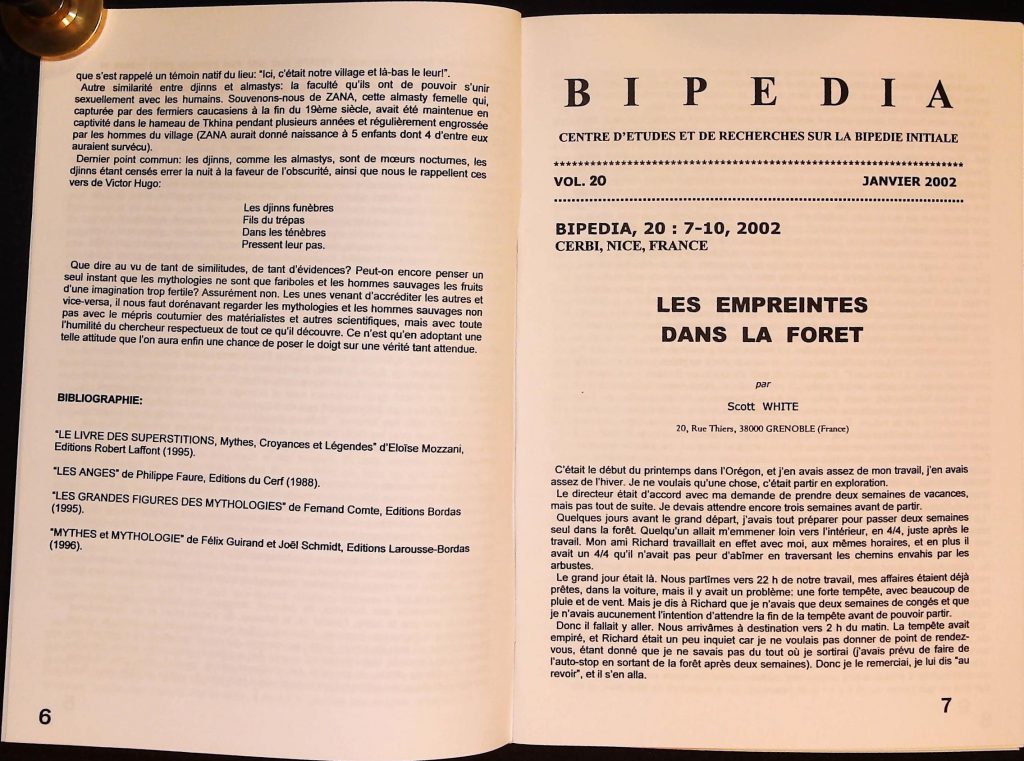 que s'est rappelé un témoin natif du lieu: "Ici, c'était notre village et là-bas le leur!".
Autre similarité entre djinns et almastys: la faculté qu'ils ont de pouvoir s'unir
sexuellement avec les humains. Souvenons-nous de ZANA, cette almasty femelle qui,
capturée par des fermiers caucasiens à la fin du 19ème siècle, avait été maintenue en
captivité dans le hameau de Tkhina pendant plusieurs années et régulièrement engrossée
par les hommes du village (ZANA aurait donné naissance à 5 enfants dont 4 d'entre eux
auraient survécu).
Dernier point commun: les djinns, comme les almastys, sont de mœurs nocturnes, les
djinns étant censés errer la nuit à la faveur de l'obscurité, ainsi que nous le rappellent ces
vers de Victor Hugo:
Les djinns funèbres
Fils du trépas
Dans les ténèbres
Pressent leur pas.
Que dire au vu de tant de similitudes, de tant d'évidences? Peut-on encore penser un
seul instant que les mythologies ne sont que fariboles et les hommes sauvages les fruits
d'une imagination trop fertile? Assurément non. Les unes venant d'accréditer les autres et
vice-versa, il nous faut dorénavant regarder les mythologies et les hommes sauvages non
pas avec le mépris coutumier des matérialistes et autres scientifiques, mais avec toute
l'humilité du chercheur respectueux de tout ce qu'il découvre. Ce n'est qu'en adoptant une
telle attitude que l'on aura enfin une chance de poser le doigt sur une vérité tant attendue.
BIBLIOGRAPHIE:
"LE LIVRE DES SUPERSTITIONS, Mythes, Croyances et Légendes" d'Eloïse Mozzani,
Editions Robert Laffont (1995).
"LES ANGES" de Philippe Faure, Editions du Cerf (1988).
"LES GRANDES FIGURES DES MYTHOLOGIES" de Fernand Comte, Editions Bordas
(1995).
"MYTHES et MYTHOLOGIE" de Félix Guirand et Joël Schmidt, Editions Larousse-Bordas
(1996).
6
BIPEDIA
CENTRE D'ETUDES ET DE RECHERCHES SUR LA BIPEDIE INITIALE
VOL. 20 JANVIER 2002
BIPEDIA, 20 : 7-10, 2002
CERBI, NICE, FRANCE
LES EMPREINTES
DANS LA FORET
par
Scott WHITE
20, Rue Thiers, 38000 GRENOBLE (France)
C'était le début du printemps dans l'Orégon, et j'en avais assez de mon travail, j'en avais
assez de l'hiver. Je ne voulais qu'une chose, c'était partir en exploration.
Le directeur était d'accord avec ma demande de prendre deux semaines de vacances,
mais pas tout de suite. Je devais attendre encore trois semaines avant de partir.
Quelques jours avant le grand départ, j'avais tout préparer pour passer deux semaines
seul dans la forêt. Quelqu'un allait m'emmener loin vers l'intérieur, en 4/4, juste après le
travail. Mon ami Richard travaillait en effet avec moi, aux mêmes horaires, et en plus il
avait un 4/4 qu'il n'avait pas peur d'abîmer en traversant les chemins envahis par les
arbustes.
Le grand jour était là. Nous partîmes vers 22 h de notre travail, mes affaires étaient déjà
prêtes, dans la voiture, mais il y avait un problème: une forte tempête, avec beaucoup de
pluie et de vent. Mais je dis à Richard que je n'avais que deux semaines de congés et que
je n'avais aucunement l'intention d'attendre la fin de la tempête avant de pouvoir partir.
Donc il fallait y aller. Nous arrivâmes à destination vers 2 h du matin. La tempête avait
empiré, et Richard était un peu inquiet car je ne voulais pas donner de point de rendez-
vous, étant donné que je ne savais pas du tout où je sortirai (j'avais prévu de faire de
l'auto-stop en sortant de la forêt après deux semaines). Donc je le remerciai, je lui dis "au
revoir", et il s'en alla.
7